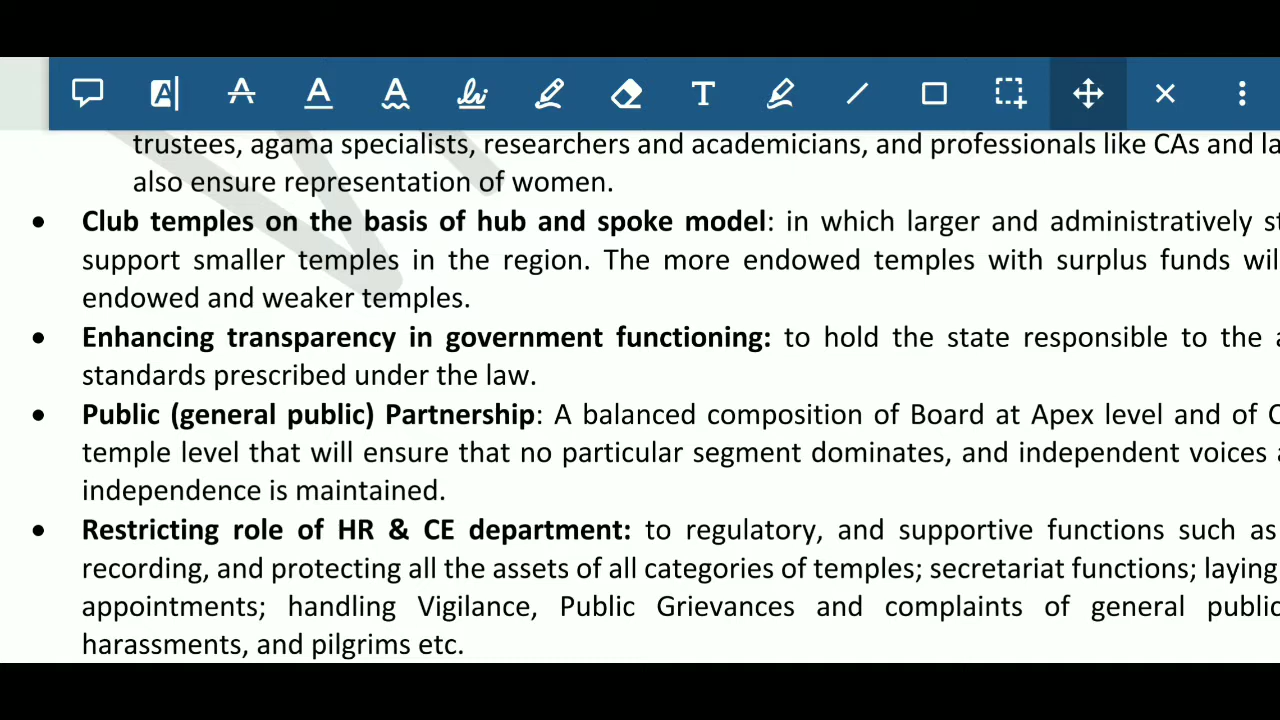 trustees, agama specialists, researchers and academicians, and professionals like CAs and
also ensure representation of women.
• Club temples on the basis of hub and spoke model: in which larger and administratively
support smaller temples in the region. The more endowed temples with surplus funds
endowed and weaker temples.
• Enhancing transparency in government functioning: to hold the state responsible to the
standards prescribed under the law.
• Public (general public) Partnership: A balanced composition of Board at Apex level and of
temple level that will ensure that no particular segment dominates, and independent voices
independence is maintained.
• Restricting role of HR & CE department: to regulatory, and supportive functions such as
recording, and protecting all the assets of all categories of temples; secretariat functions; laying
appointments; handling Vigilance, Public Grievances and complaints of general
harassments, and pilgrims etc.